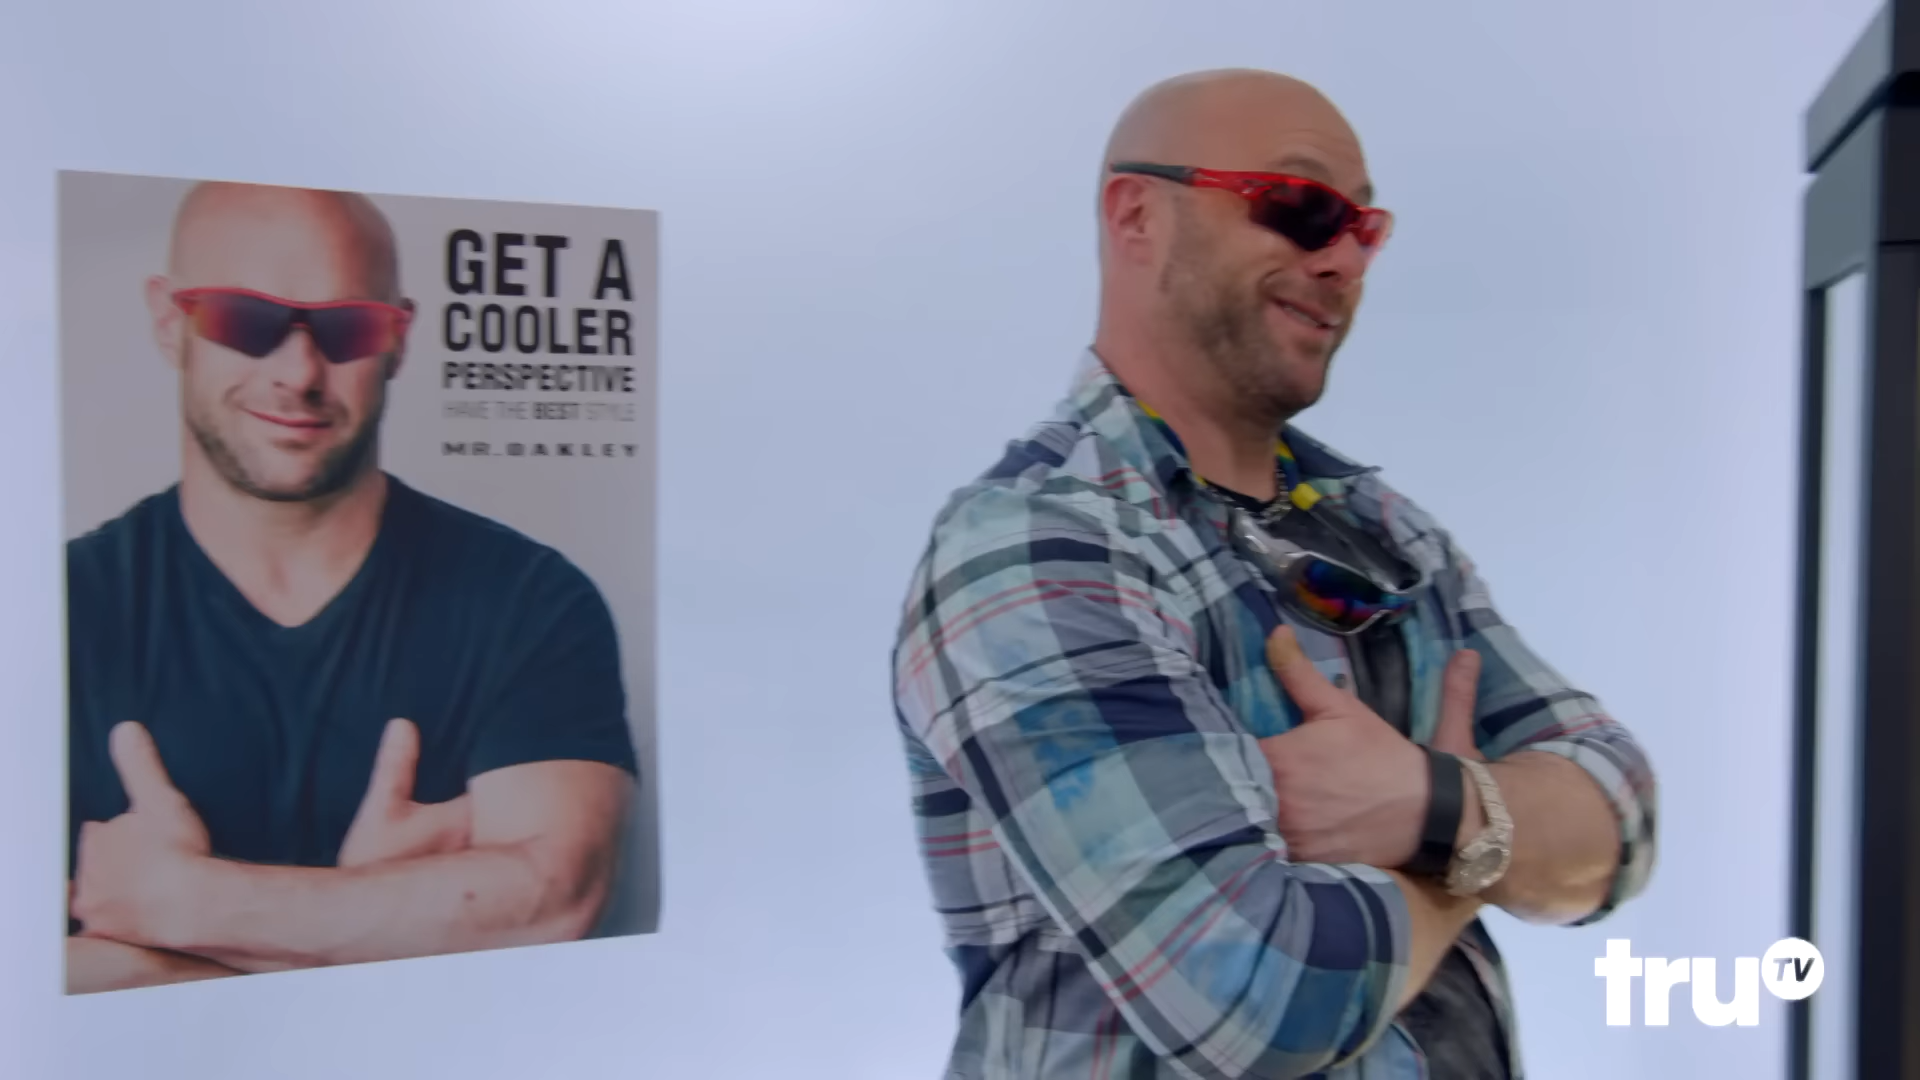 GET A
COOLER
PERSPECTIVE
HAVE THE BEST STYLE
MR. OAKLEY
truTV